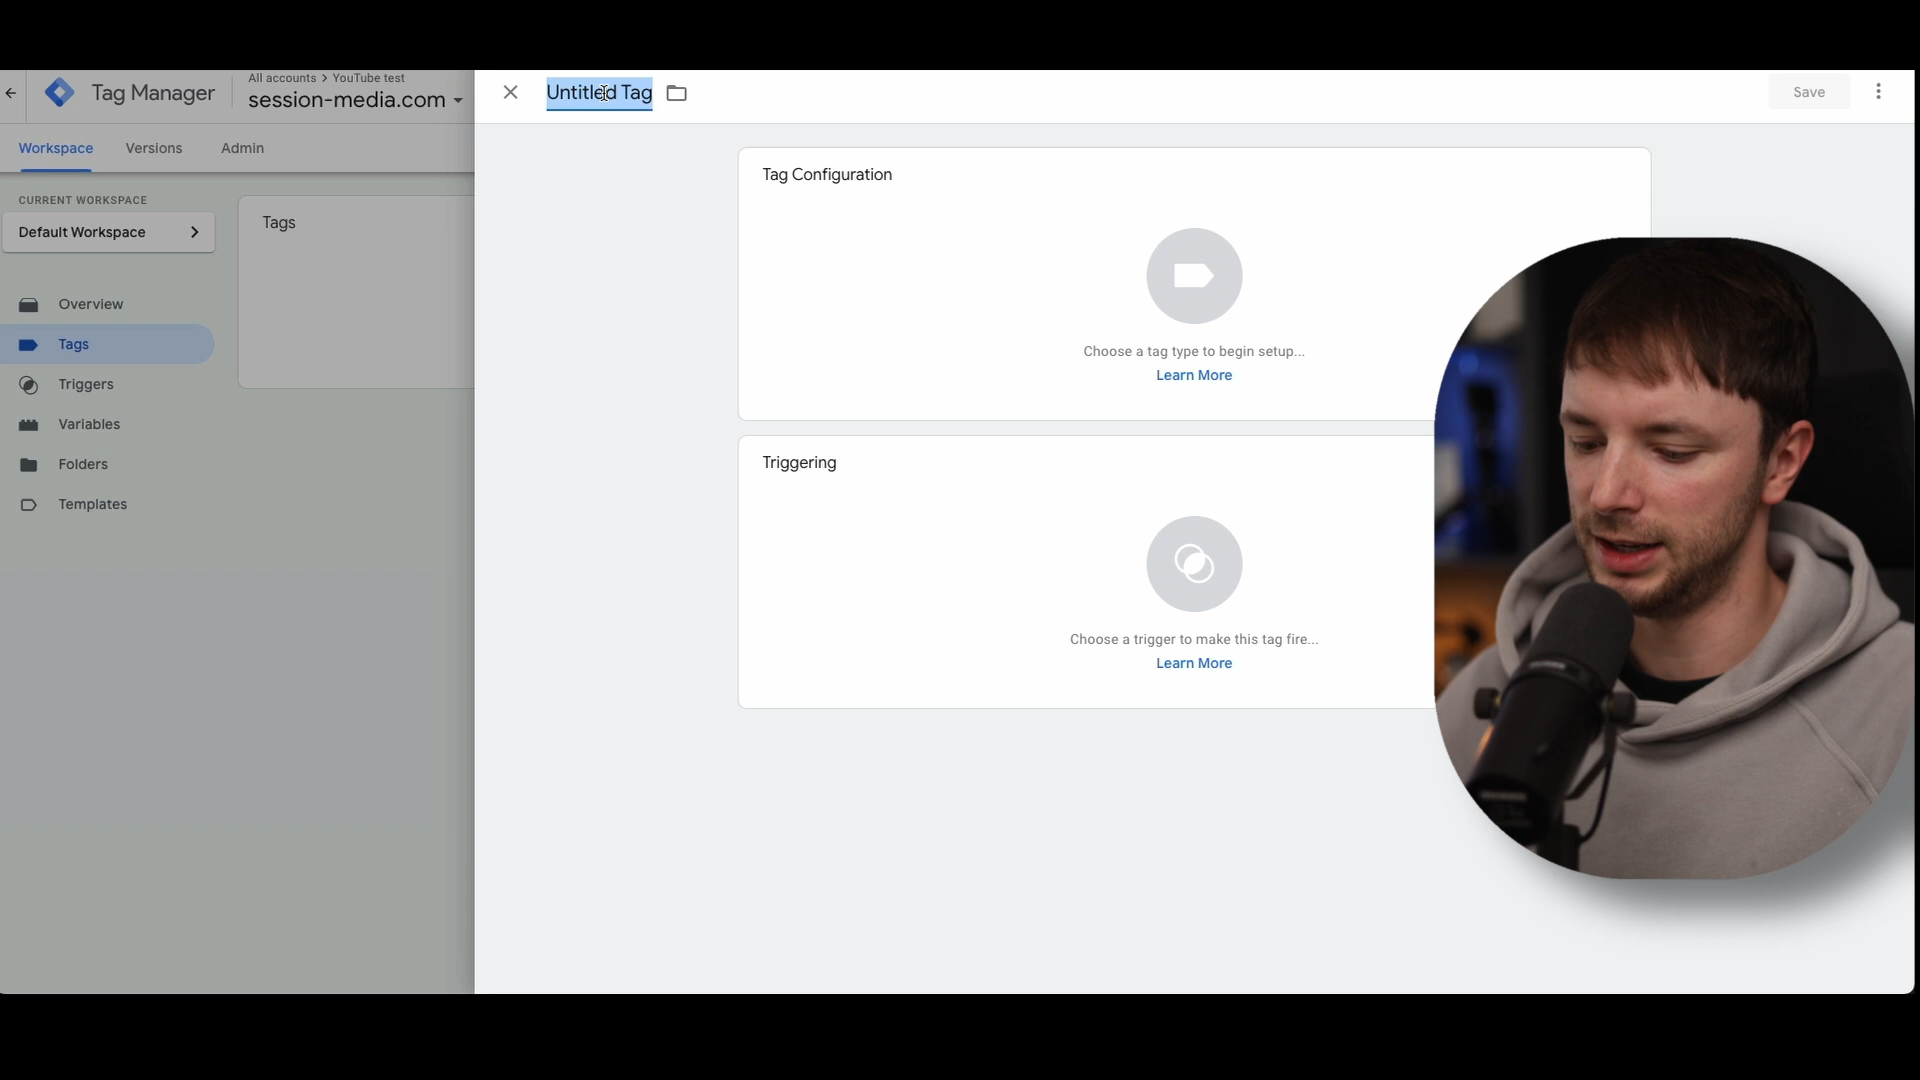 Tag Manager
All accounts > YouTube test
session-media.com
Untitled Tag
Save
Workspace
Versions
Admin
CURRENT WORKSPACE
Default Workspace
Tags
Overview
Tags
Triggers
Variables
Folders
Templates
Tag Configuration
Choose a tag type to begin setup...
Learn More
Triggering
Choose a trigger to make this tag fire...
Learn More